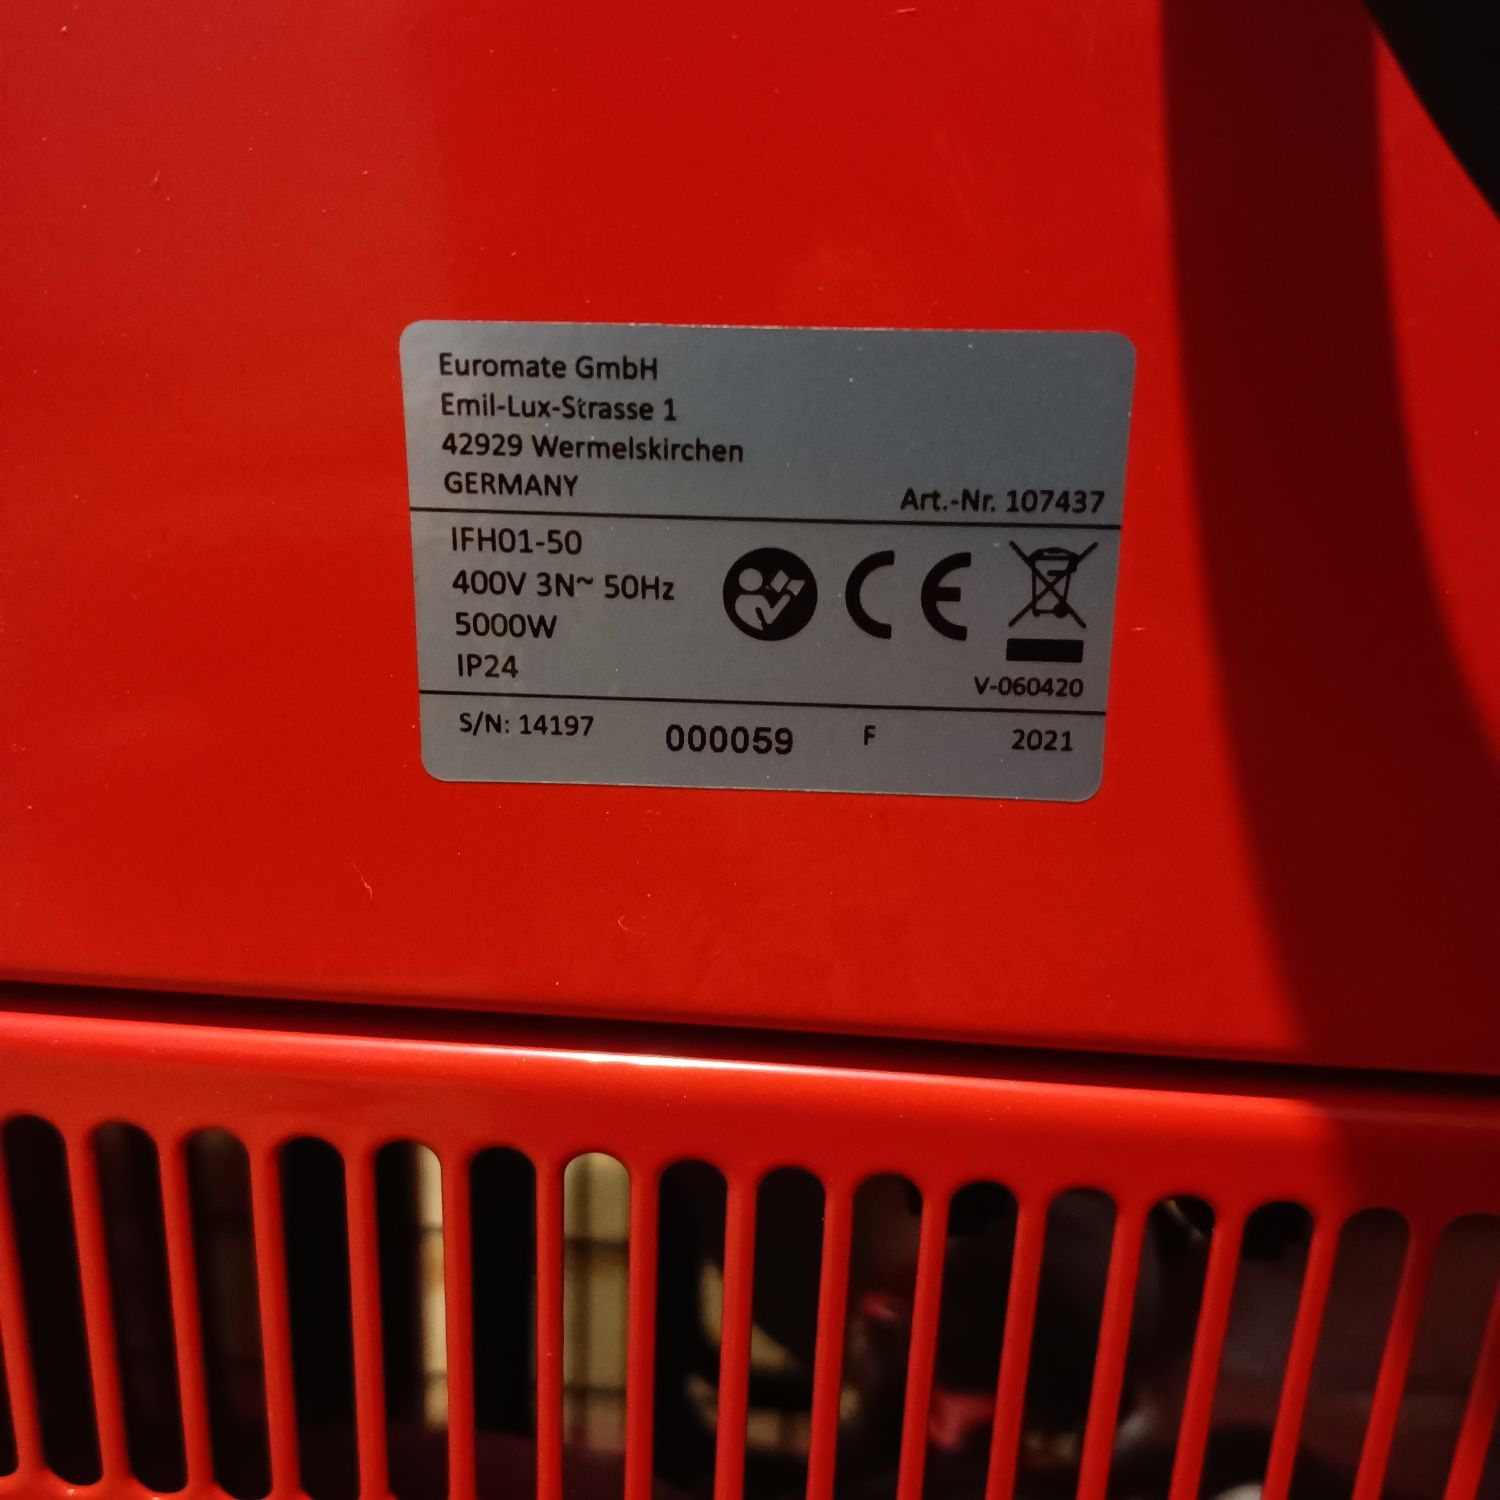 Euromate GmbH
Emil-Lux-Strasse 1
42929 Wermelskirchen
GERMANY
Art.-Nr. 107437
IFH01-50
400V 3N~ 50Hz
5000W
IP24
CE
V-060420
S/N: 14197 000059 F 2021